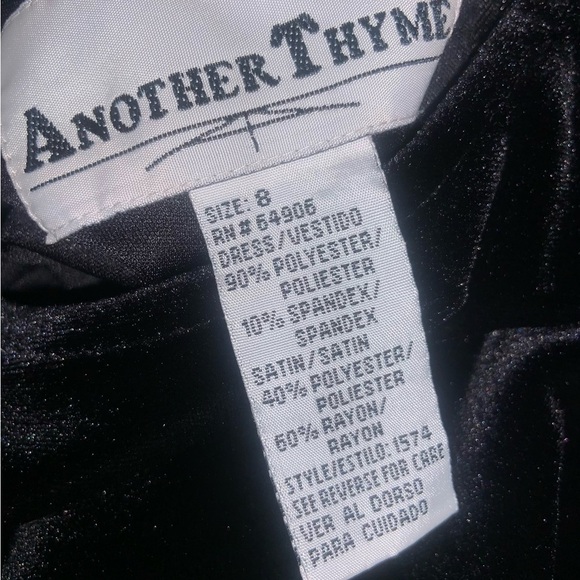 ANOTHER THYME
SIZE: 8
RN# 64906
DRESS/VESTIDO
90% POLYESTER/
POLIESTER
10% SPANDEX/
SPANDEX
SATIN/SATIN
40% POLYESTER/
POLIESTER
60% RAYON/
RAYON
STYLE/ESTILO: 1574
SEE REVERSE FOR CARE
VER AL DORSO
PARA CUIDADO